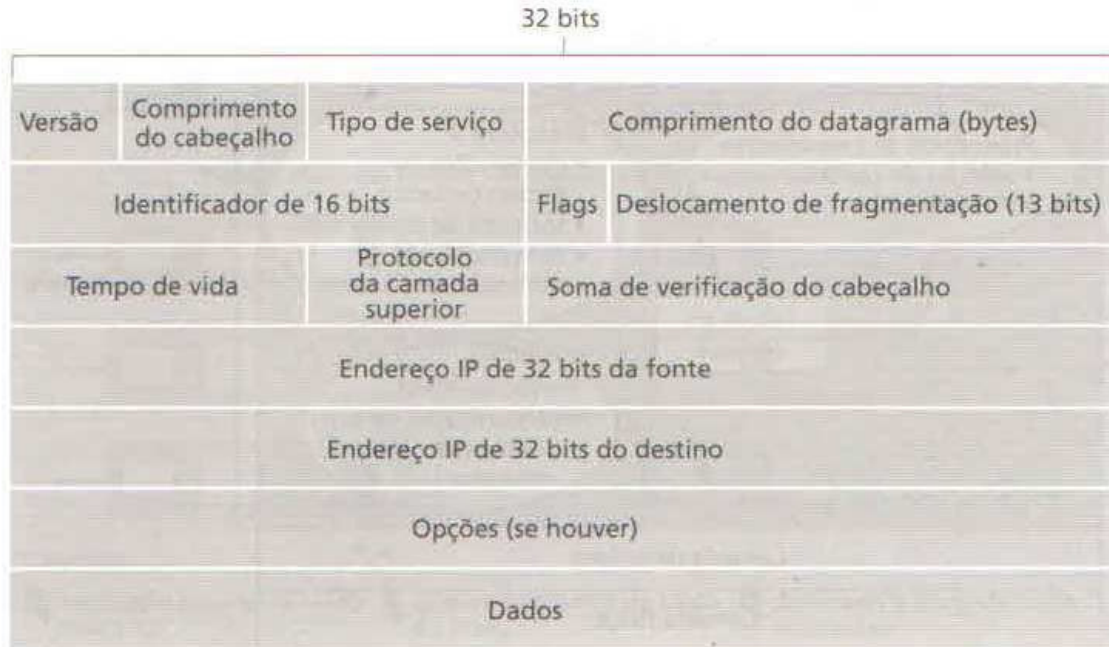 32 bits
Versão
Comprimento
do cabeçalho
Tipo de serviço
Comprimento do datagrama (bytes)
Identificador de 16 bits
Flags
Deslocamento de fragmentação (13 bits)
Tempo de vida
Protocolo
da camada
superior
Soma de verificação do cabeçalho
Endereço IP de 32 bits da fonte
Endereço IP de 32 bits do destino
Opções (se houver)
Dados